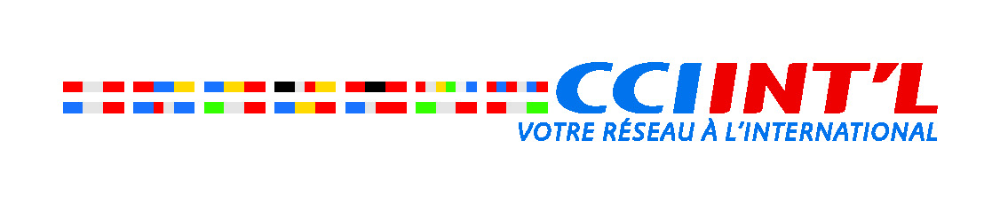 CCIINT'L
VOTRE RÉSEAU À L'INTERNATIONAL